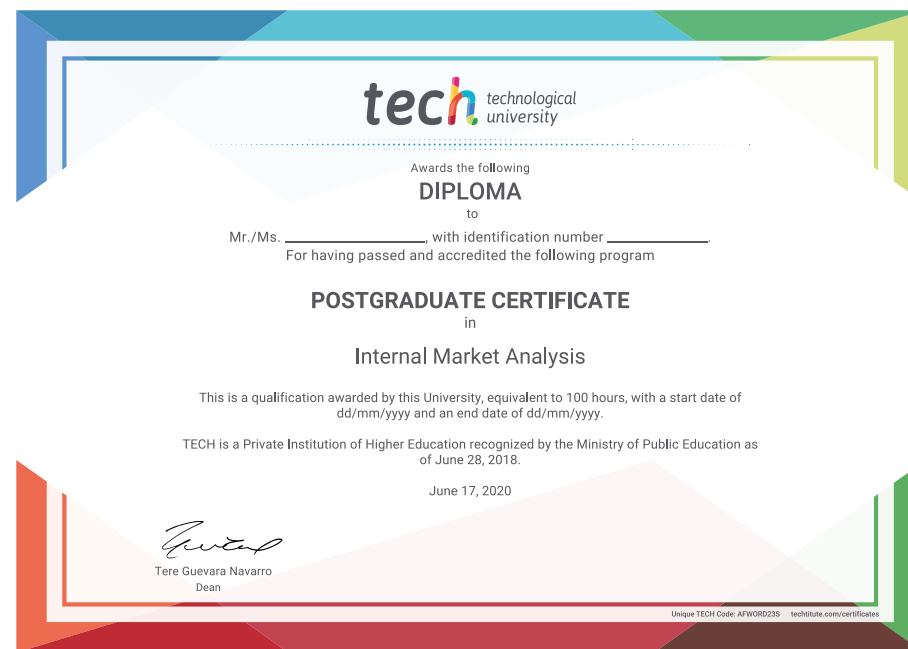 tech technological
university
Awards the following
DIPLOMA
to
Mr./Ms. ____________, with identification number ____________.
For having passed and accredited the following program
POSTGRADUATE CERTIFICATE
in
Internal Market Analysis
This is a qualification awarded by this University, equivalent to 100 hours, with a start date of
dd/mm/yyyy and an end date of dd/mm/yyyy.
TECH is a Private Institution of Higher Education recognized by the Ministry of Public Education as
of June 28, 2018.
June 17, 2020
Tere Guevara Navarro
Dean
Unique TECH Code: AFWORD23S techtitute.com/certificates